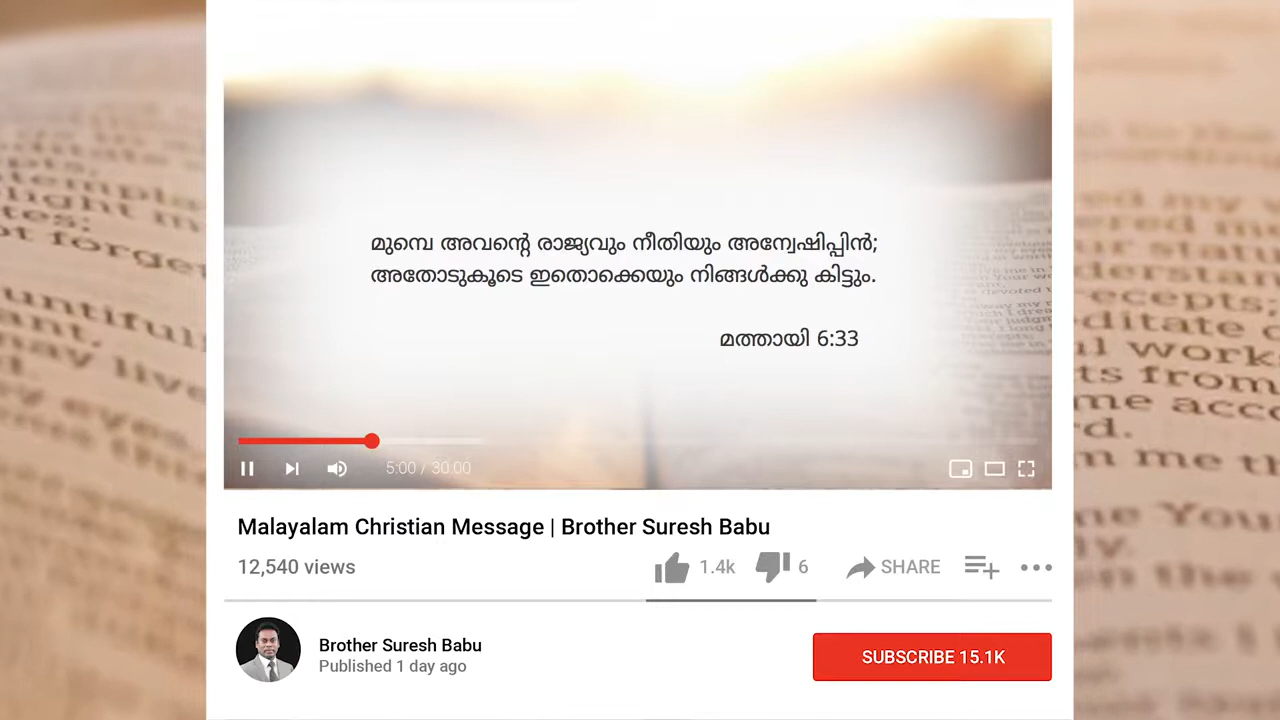 മുമ്പെ അവന്റെ രാജ്യവും നീതിയും അന്വേഷിപ്പിൻ;
അതോടുകൂടെ ഇതൊക്കെയും നിങ്ങൾക്കു കിട്ടും.
മത്തായി 6:33
5:00 / 30:00
Malayalam Christian Message | Brother Suresh Babu
12,540 views
1.4k
6
SHARE
Brother Suresh Babu
Published 1 day ago
SUBSCRIBE 15.1K